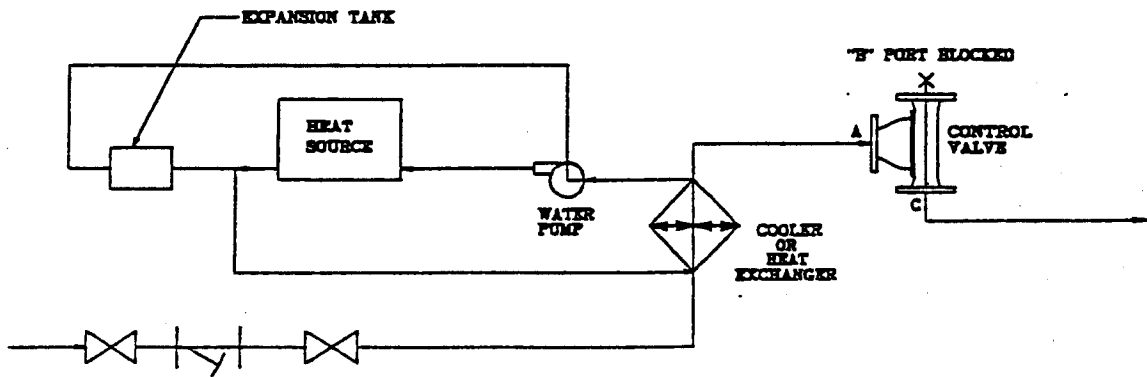 EXPANSION TANK
"B" PORT BLOCKED
HEAT
SOURCE
A
CONTROL
VALVE
C
WATER
PUMP
COOLER
OR
HEAT
EXCHANGER